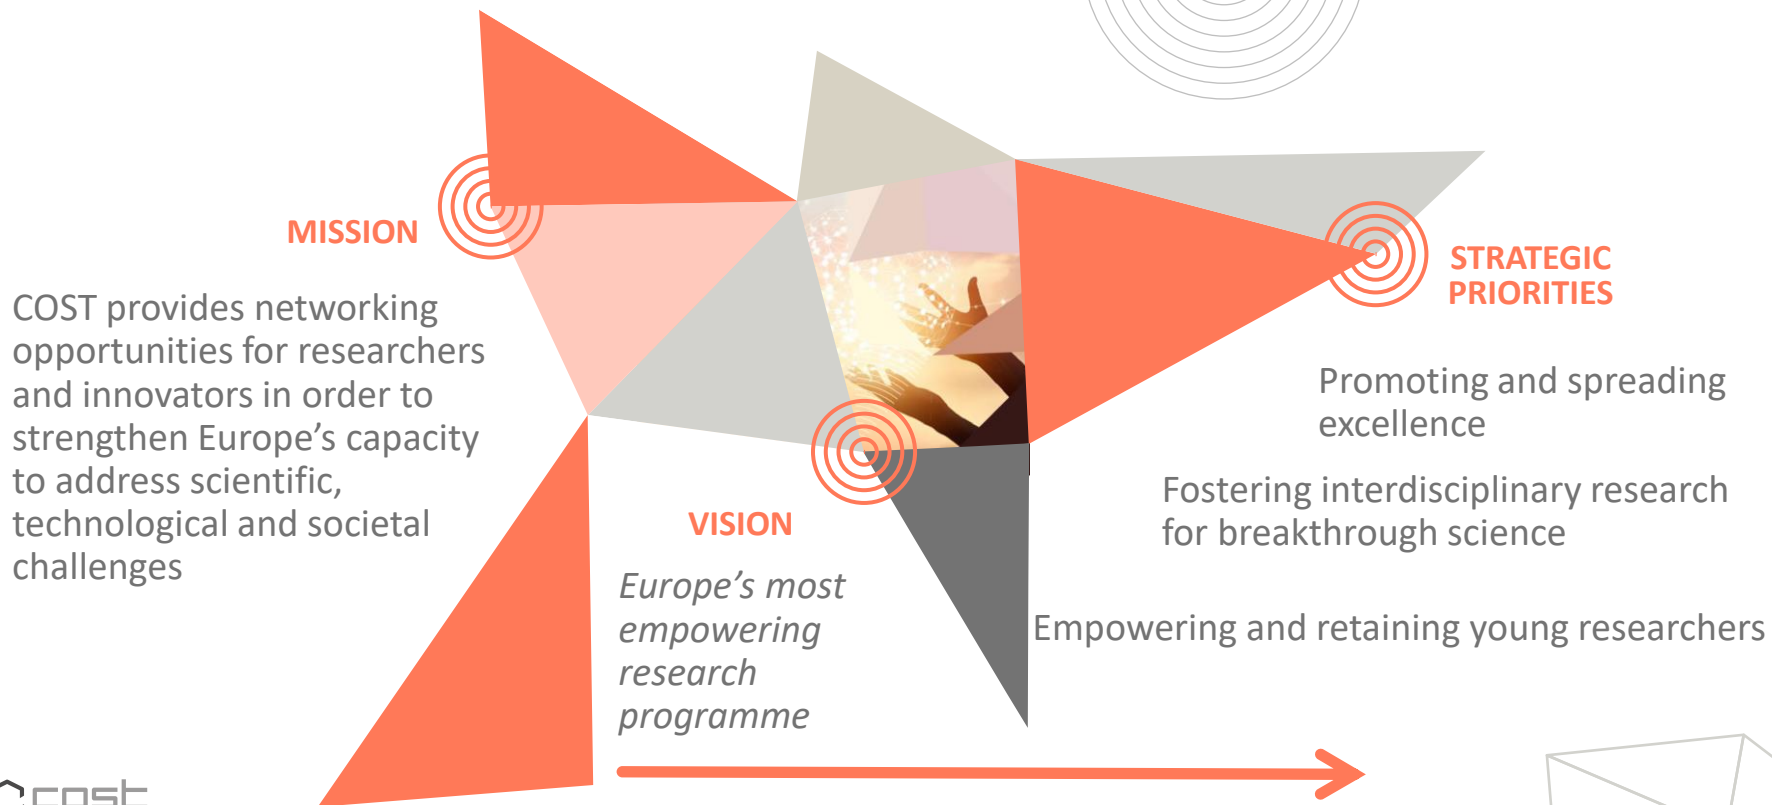 MISSION
COST provides networking
opportunities for researchers
and innovators in order to
strengthen Europe’s capacity
to address scientific,
technological and societal
challenges
VISION
Europe’s most
empowering
research
programme
STRATEGIC
PRIORITIES
Promoting and spreading
excellence
Fostering interdisciplinary research
for breakthrough science
Empowering and retaining young researchers
cost